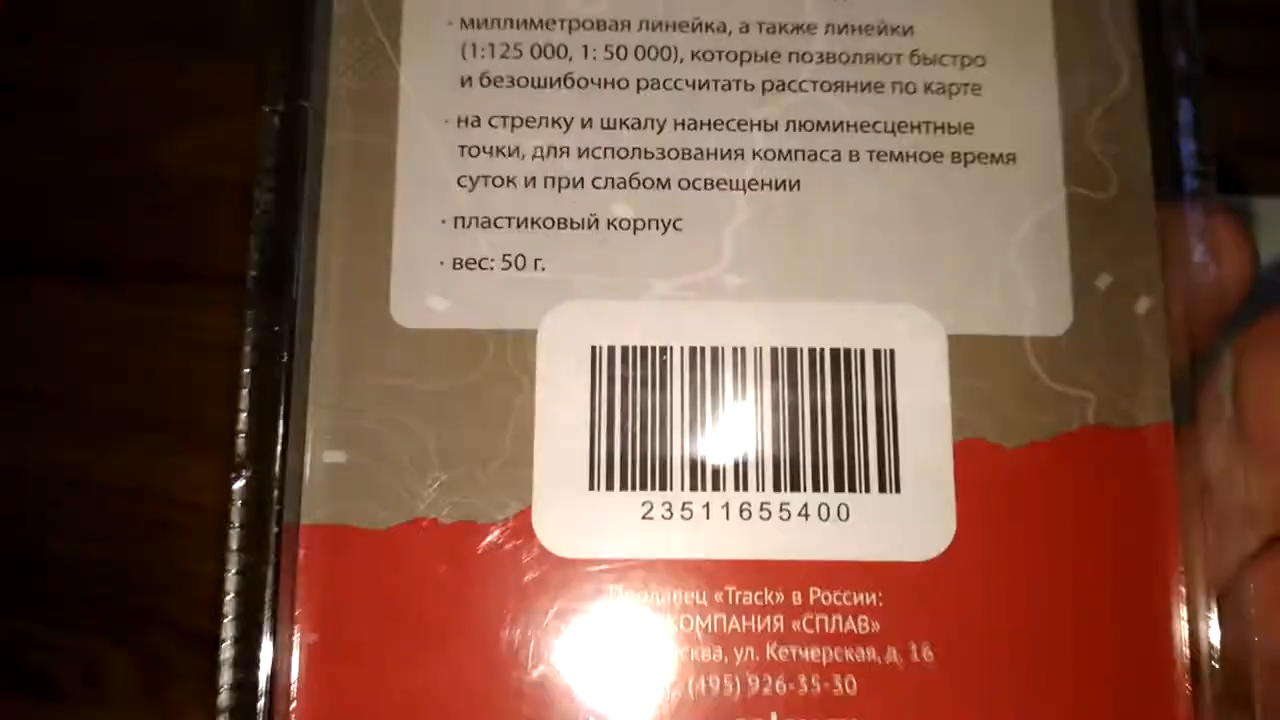 · миллиметровая линейка, а также линейки
(1:125 000, 1: 50 000), которые позволяют быстро
и безошибочно рассчитать расстояние по карте
· на стрелку и шкалу нанесены люминесцентные
точки, для использования компаса в темное время
суток и при слабом освещении
· пластиковый корпус
· вес: 50 г.
23511655400
«Track» в России:
КОМПАНИЯ «СПЛАВ»
ул. Кетчерская, д. 16
(495) 926-35-30